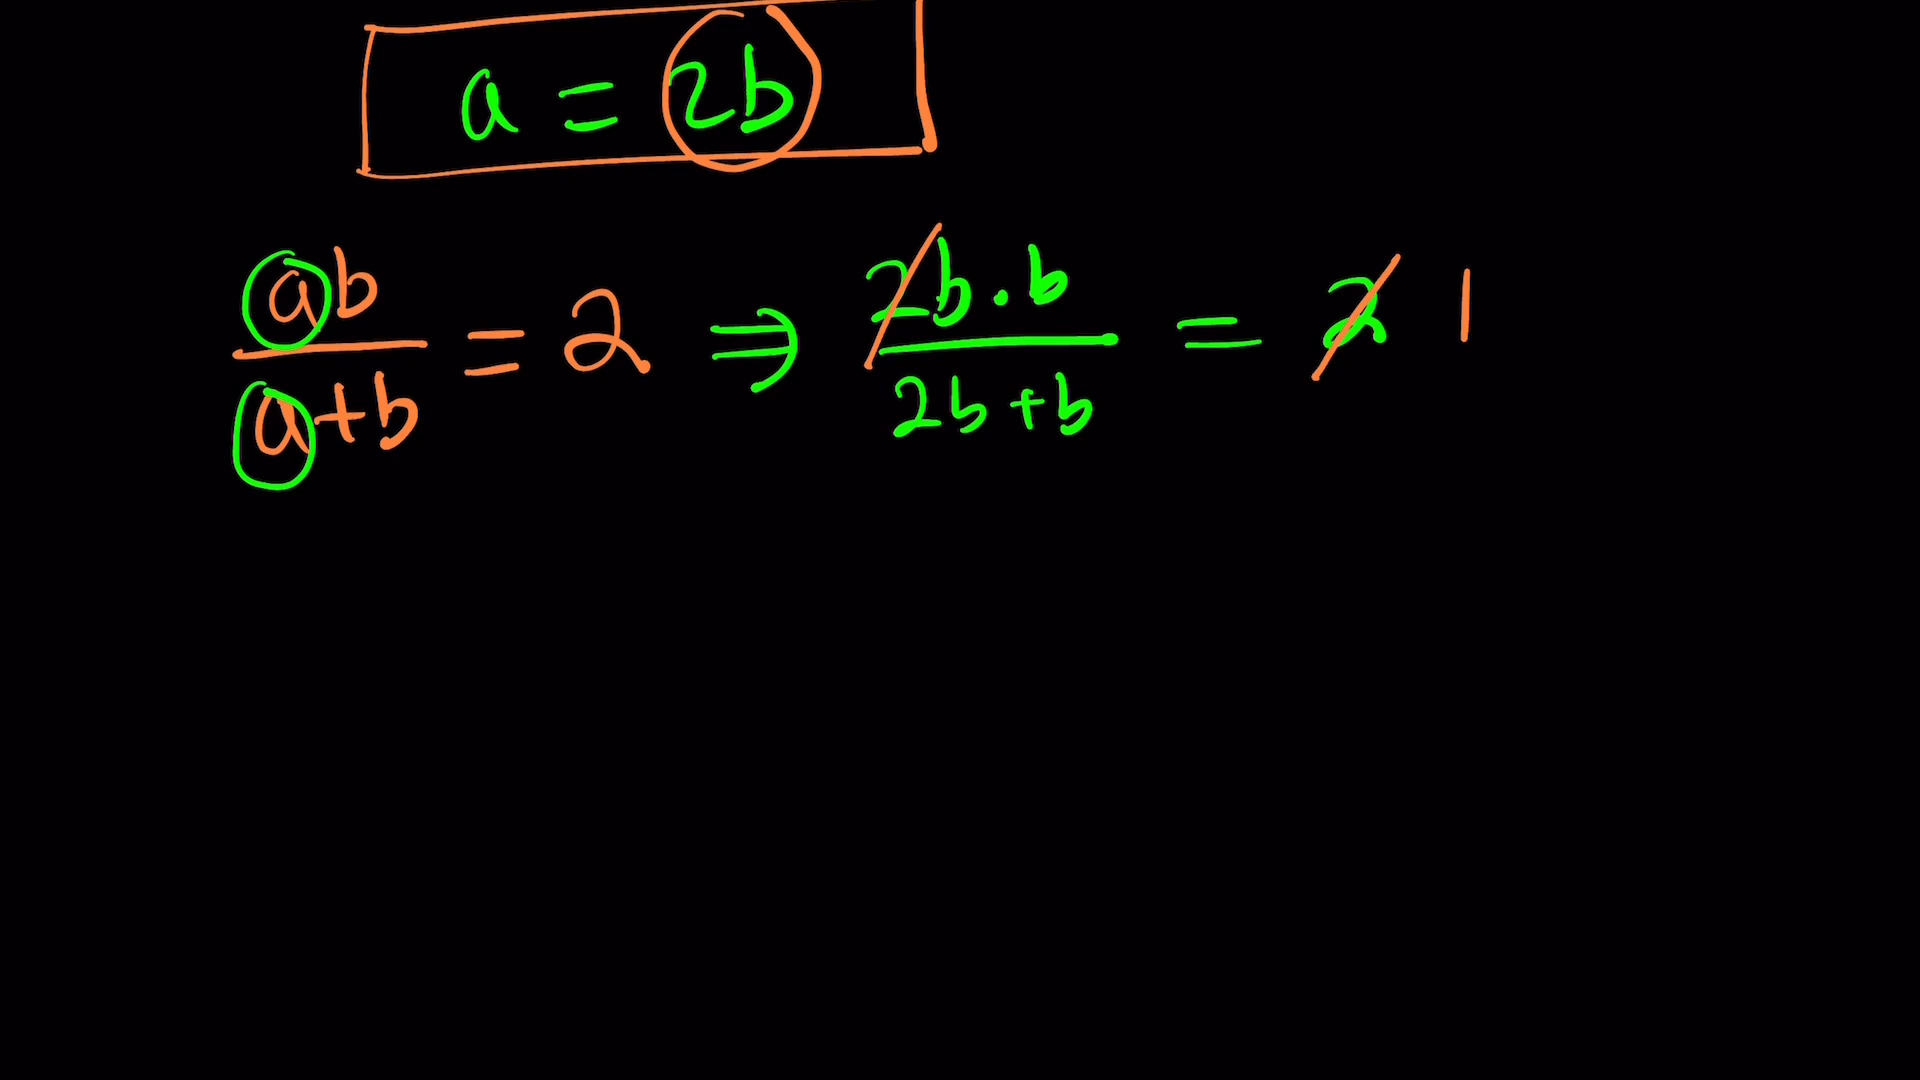 a = 2b
ab/a+b = 2 ⇒ 2b·b/2b+b = 2 1